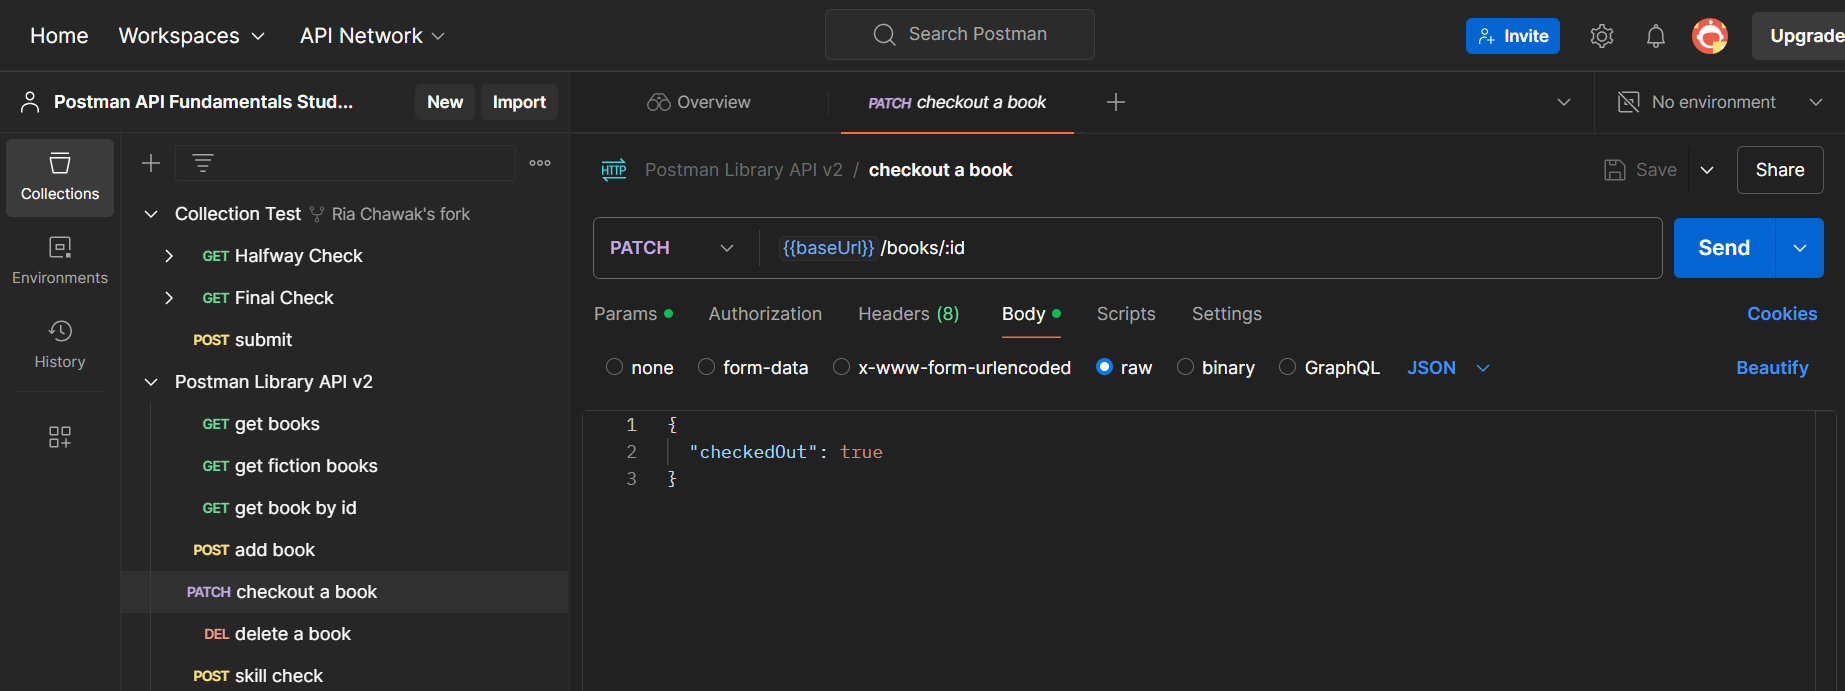 Home Workspaces API Network Search Postman Invite Upgrade
Postman API Fundamentals Stud... New Import Overview PATCH checkout a book No environment
Collections
Environments
History
Collection Test Ria Chawak's fork
GET Halfway Check
GET Final Check
POST submit
Postman Library API v2
GET get books
GET get fiction books
GET get book by id
POST add book
PATCH checkout a book
DEL delete a book
POST skill check
HTTP Postman Library API v2 / checkout a book Save Share
PATCH {{baseUrl}} /books/:id Send
Params Authorization Headers (8) Body Scripts Settings Cookies
none form-data x-www-form-urlencoded raw binary GraphQL JSON Beautify
1 {
2 "checkedOut": true
3 }